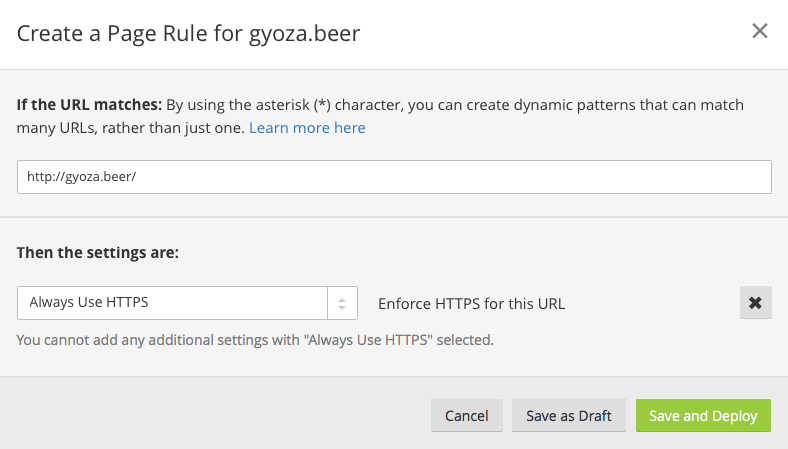 Create a Page Rule for gyoza.beer
If the URL matches: By using the asterisk (*) character, you can create dynamic patterns that can match
many URLs, rather than just one. Learn more here
http://gyoza.beer/
Then the settings are:
Always Use HTTPS
Enforce HTTPS for this URL
You cannot add any additional settings with "Always Use HTTPS" selected.
Cancel
Save as Draft
Save and Deploy